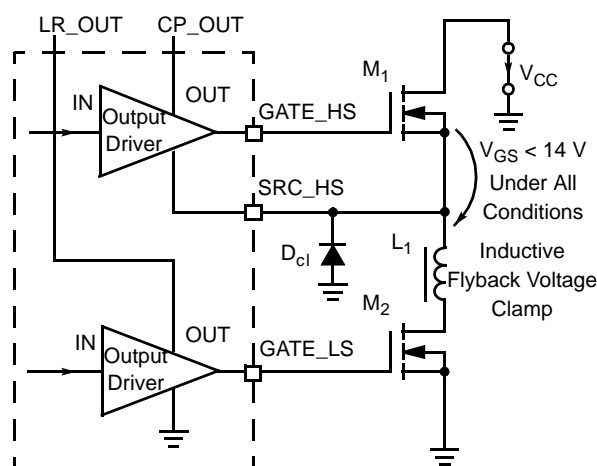 LR_OUT
CP_OUT
M1
VCC
IN
OUT
Output
Driver
GATE_HS
VGS < 14 V
Under All
Conditions
SRC_HS
Dcl
L1
Inductive
Flyback Voltage
Clamp
M2
IN
OUT
Output
Driver
GATE_LS